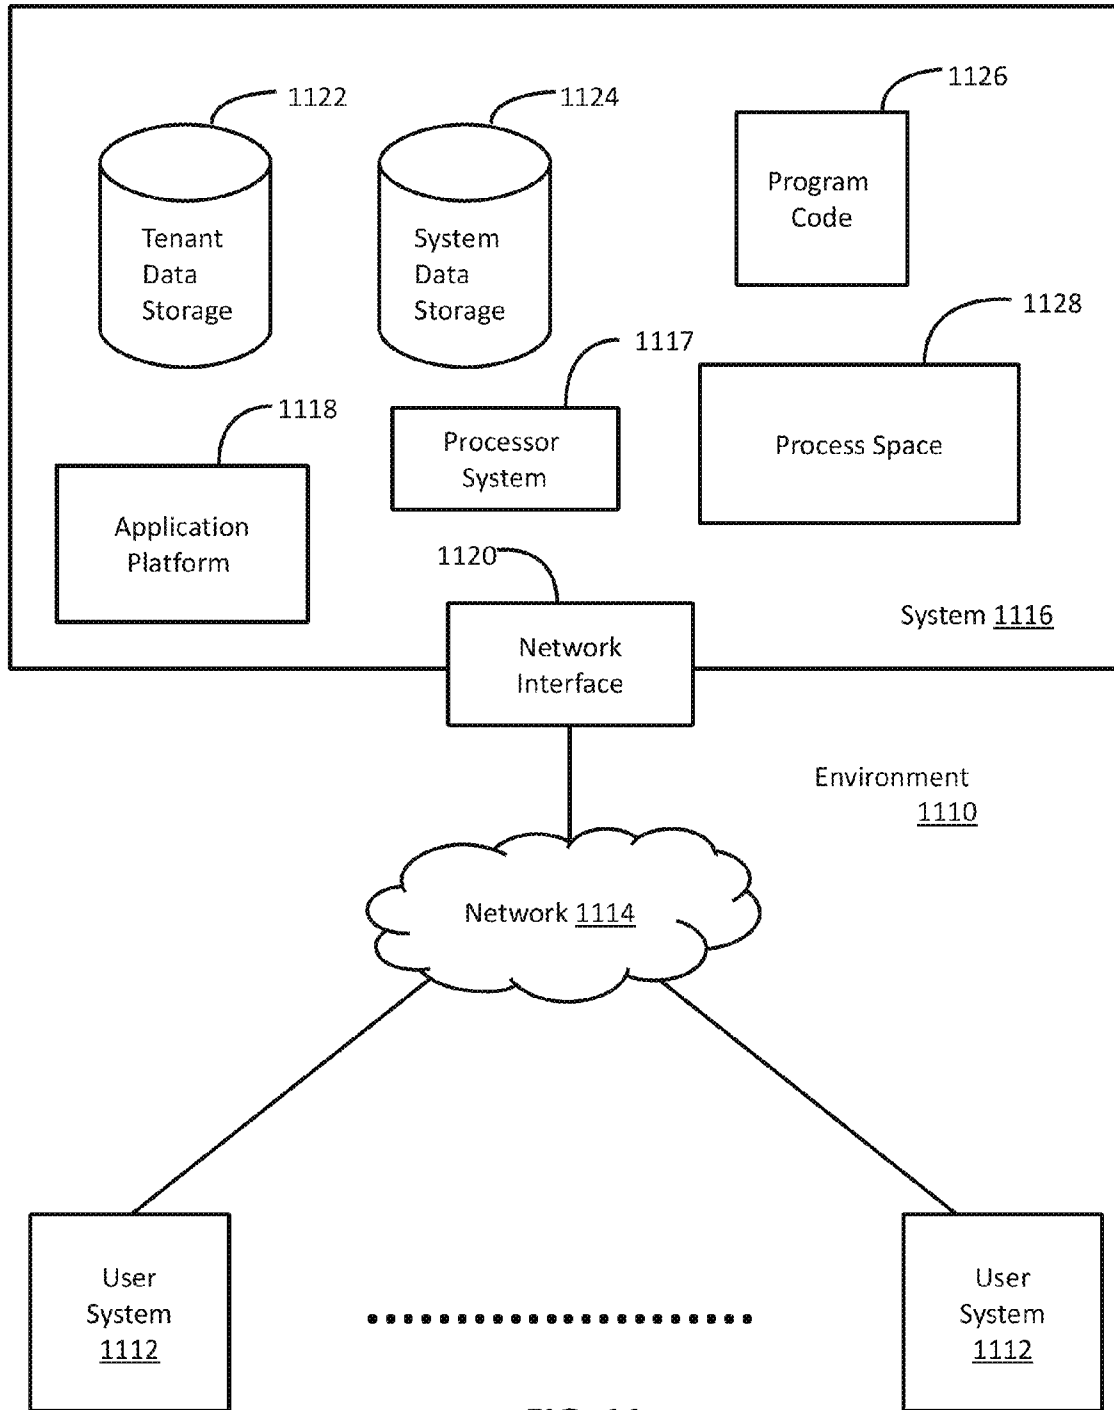 1122
1124
1126
Program
Code
Tenant
Data
Storage
System
Data
Storage
1128
1117
1118
Processor
System
Process Space
Application
Platform
1120
System 1116
Network
Interface
Environment
1110
Network 1114
User
System
1112
User
System
1112